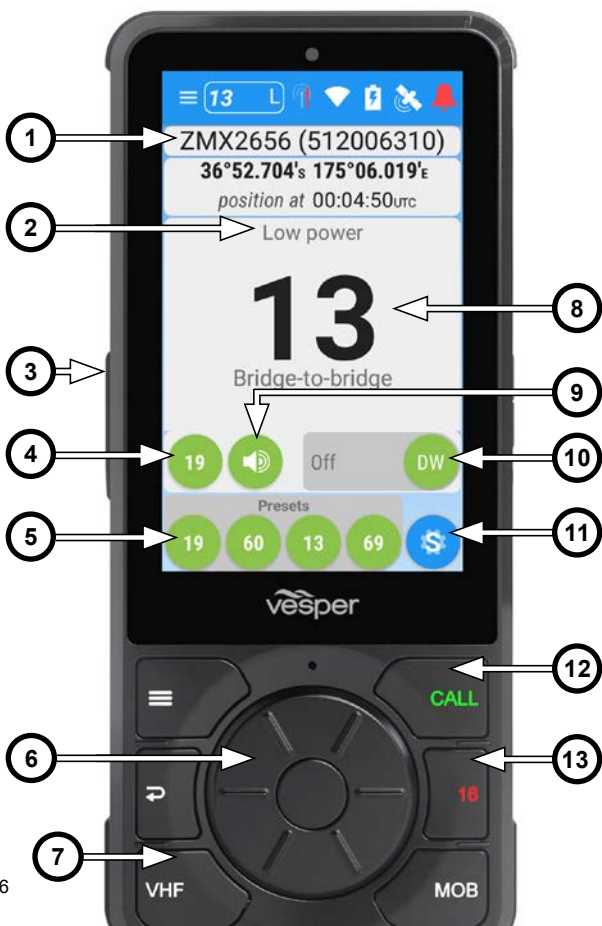 13 L
1 ZMX2656 (512006310)
36°52.704's 175°06.019'E
position at 00:04:50UTC
2 Low power
13 8
Bridge-to-bridge
3 9
4 19 Off DW 10
Presets
5 19 60 13 69 S 11
vesper
12
CALL
6 16 13
7
VHF MOB
6